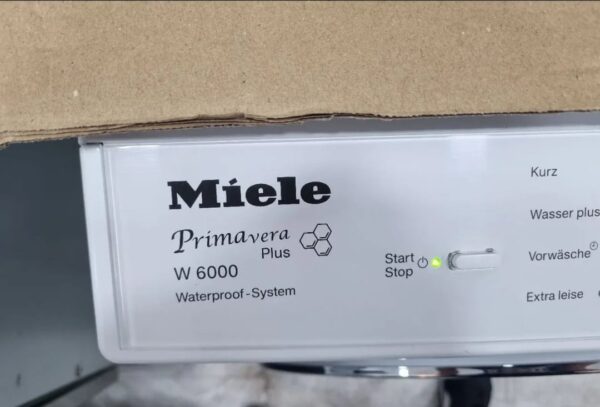 Miele
Primavera
Plus
W 6000
Waterproof-System
Start
Stop
Kurz
Wasser plus
Vorwäsche
Extra leise